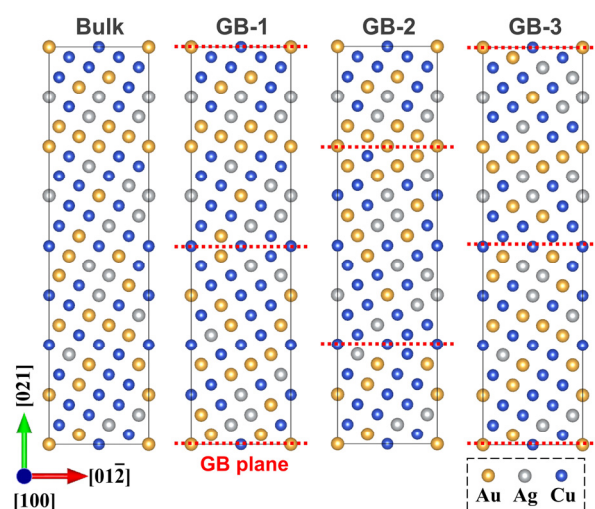 Bulk GB-1 GB-2 GB-3
[021]
[012̄]
[100]
GB plane
Au Ag Cu